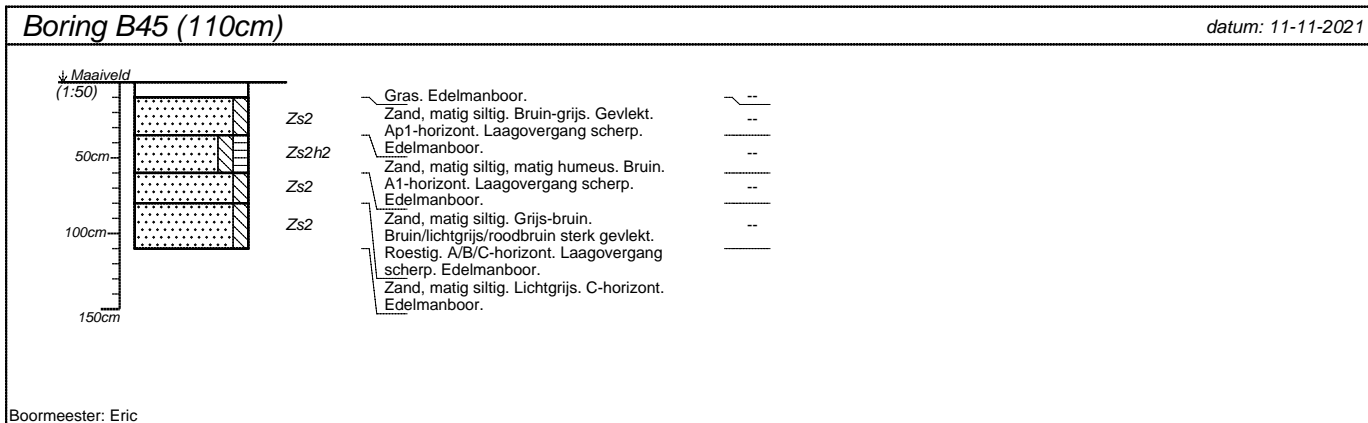 Boring B45 (110cm)
datum: 11-11-2021
Maaiveld
(1:50)
50cm
100cm
150cm
Zs2
Zs2h2
Zs2
Zs2
Gras. Edelmanboor.
Zand, matig siltig. Bruin-grijs. Gevlekt.
Ap1-horizont. Laagovergang scherp.
Edelmanboor.
Zand, matig siltig, matig humeus. Bruin.
A1-horizont. Laagovergang scherp.
Edelmanboor.
Zand, matig siltig. Grijs-bruin.
Bruin/lichtgrijs/roodbruin sterk gevlekt.
Roestig. A/B/C-horizont. Laagovergang
scherp. Edelmanboor.
Zand, matig siltig. Lichtgrijs. C-horizont.
Edelmanboor.
--
--
--
--
--
Boormeester: Eric